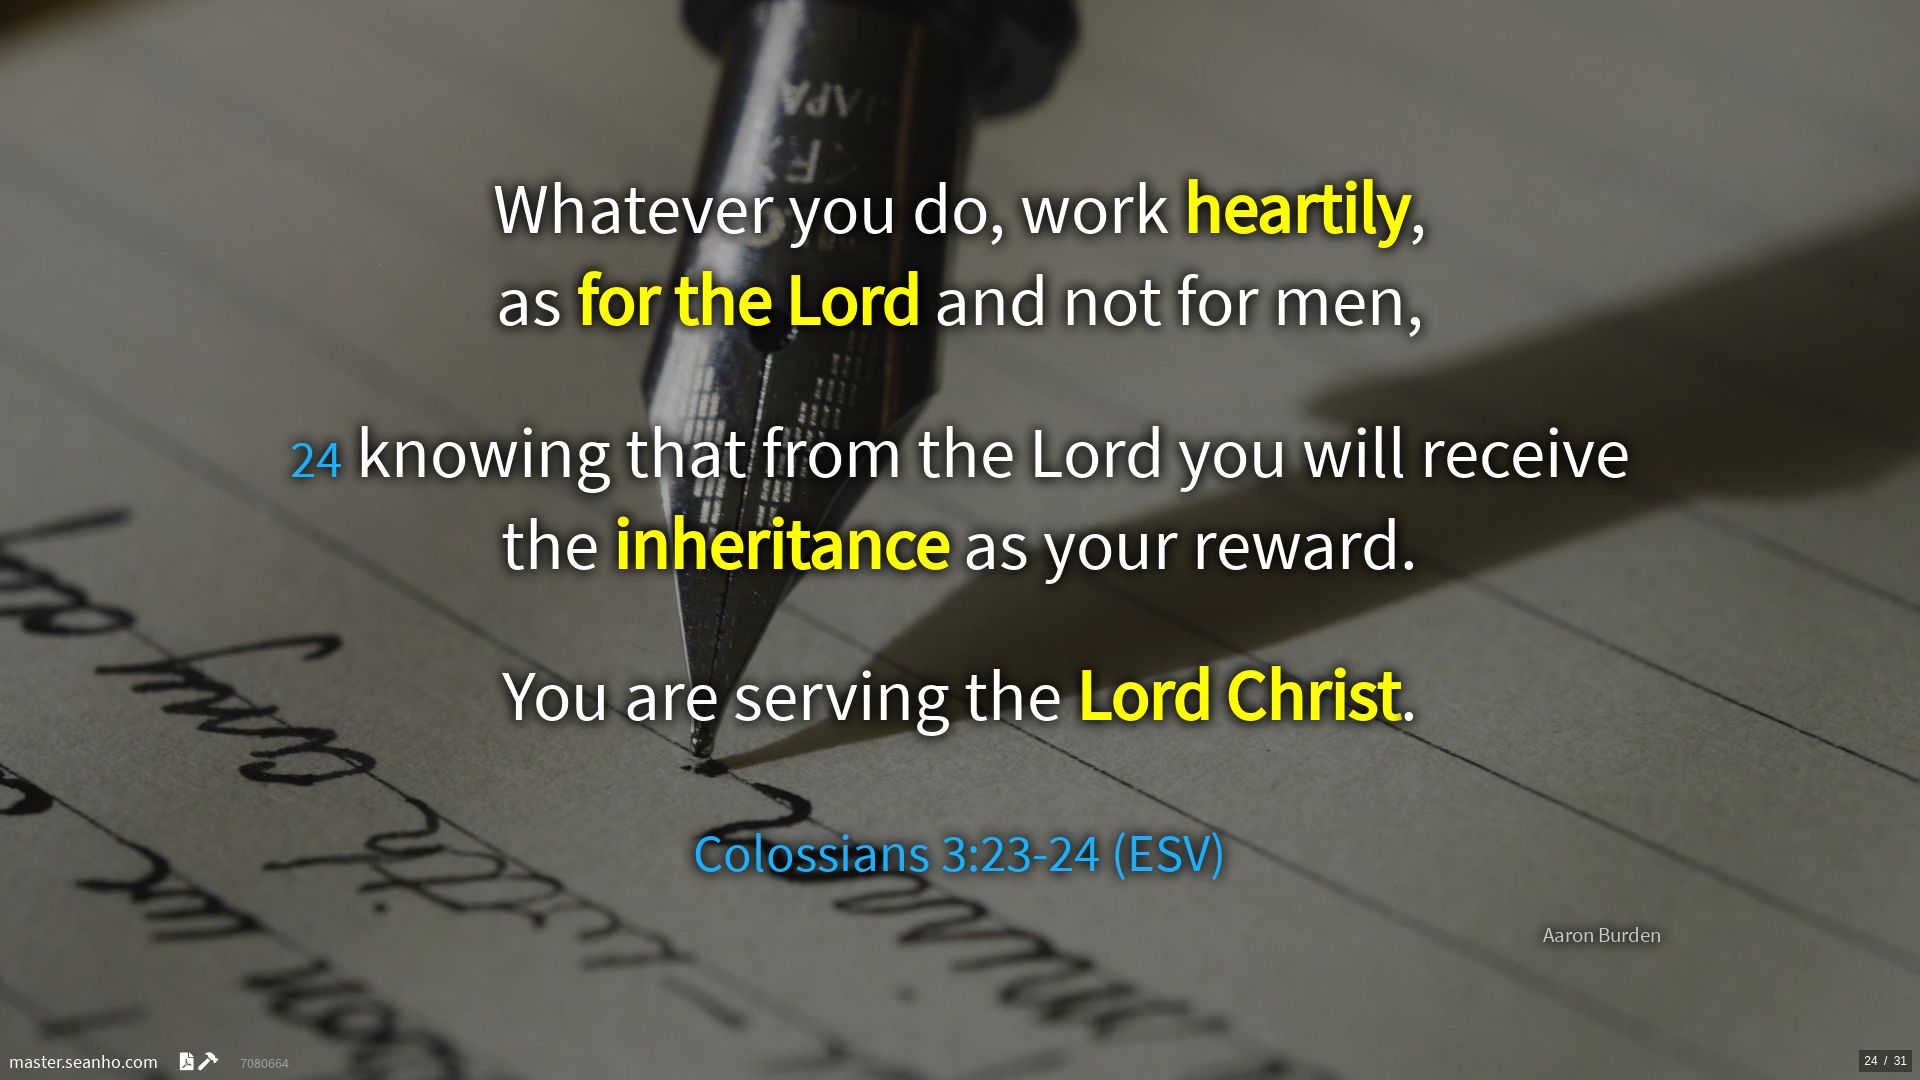 Whatever you do, work heartily,
as for the Lord and not for men,
24 knowing that from the Lord you will receive
the inheritance as your reward.
You are serving the Lord Christ.
Colossians 3:23-24 (ESV)
Aaron Burden
master.seanho.com
7080664
24 / 31